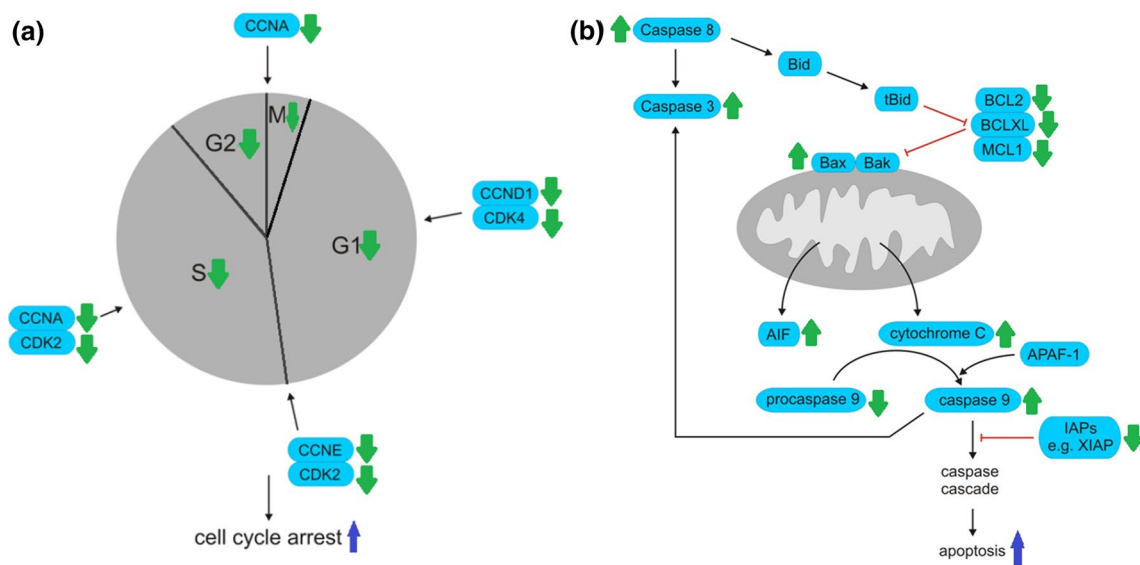 (a)
CCNA
M
G2
CCND1
CDK4
G1
S
CCNA
CDK2
CCNE
CDK2
cell cycle arrest
(b)
Caspase 8
Bid
tBid
Caspase 3
BCL2
BCLXL
MCL1
Bax
Bak
AIF
cytochrome C
APAF-1
procaspase 9
caspase 9
IAPs
e.g. XIAP
caspase
cascade
apoptosis